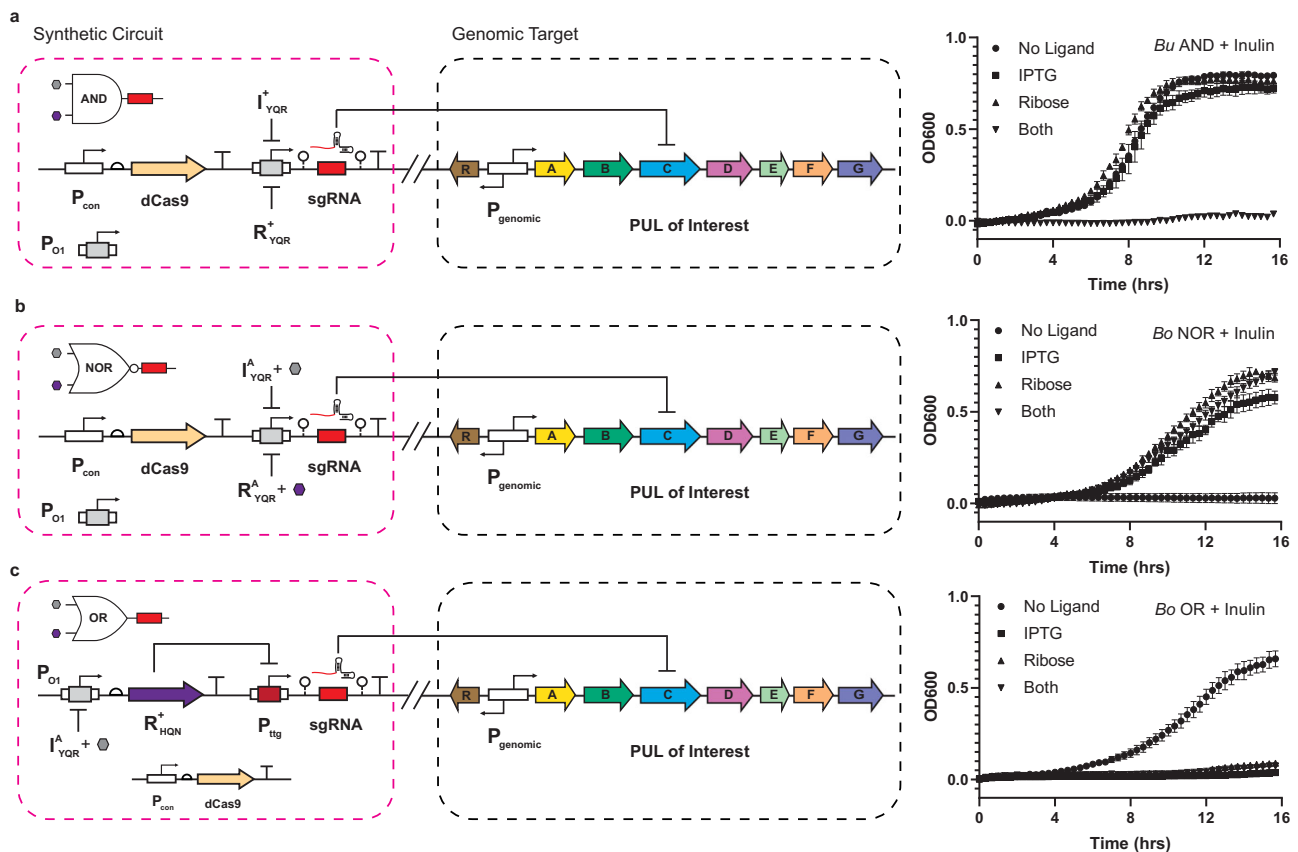 a
Synthetic Circuit
Genomic Target
AND
I+YQR
Pcon
dCas9
sgRNA
R+YQR
PO1
R
A
B
C
D
E
F
G
Pgenomic
PUL of Interest
1.0
0.5
0.0
OD600
No Ligand
IPTG
Ribose
Both
Bu AND + Inulin
0
4
8
12
16
Time (hrs)
b
NOR
IAYQR +
Pcon
dCas9
sgRNA
RAYQR +
PO1
R
A
B
C
D
E
F
G
Pgenomic
PUL of Interest
1.0
0.5
0.0
OD600
No Ligand
IPTG
Ribose
Both
Bo NOR + Inulin
0
4
8
12
16
Time (hrs)
c
OR
PO1
R+HQN
Pttg
sgRNA
IAYQR +
Pcon
dCas9
R
A
B
C
D
E
F
G
Pgenomic
PUL of Interest
1.0
0.5
0.0
OD600
No Ligand
IPTG
Ribose
Both
Bo OR + Inulin
0
4
8
12
16
Time (hrs)